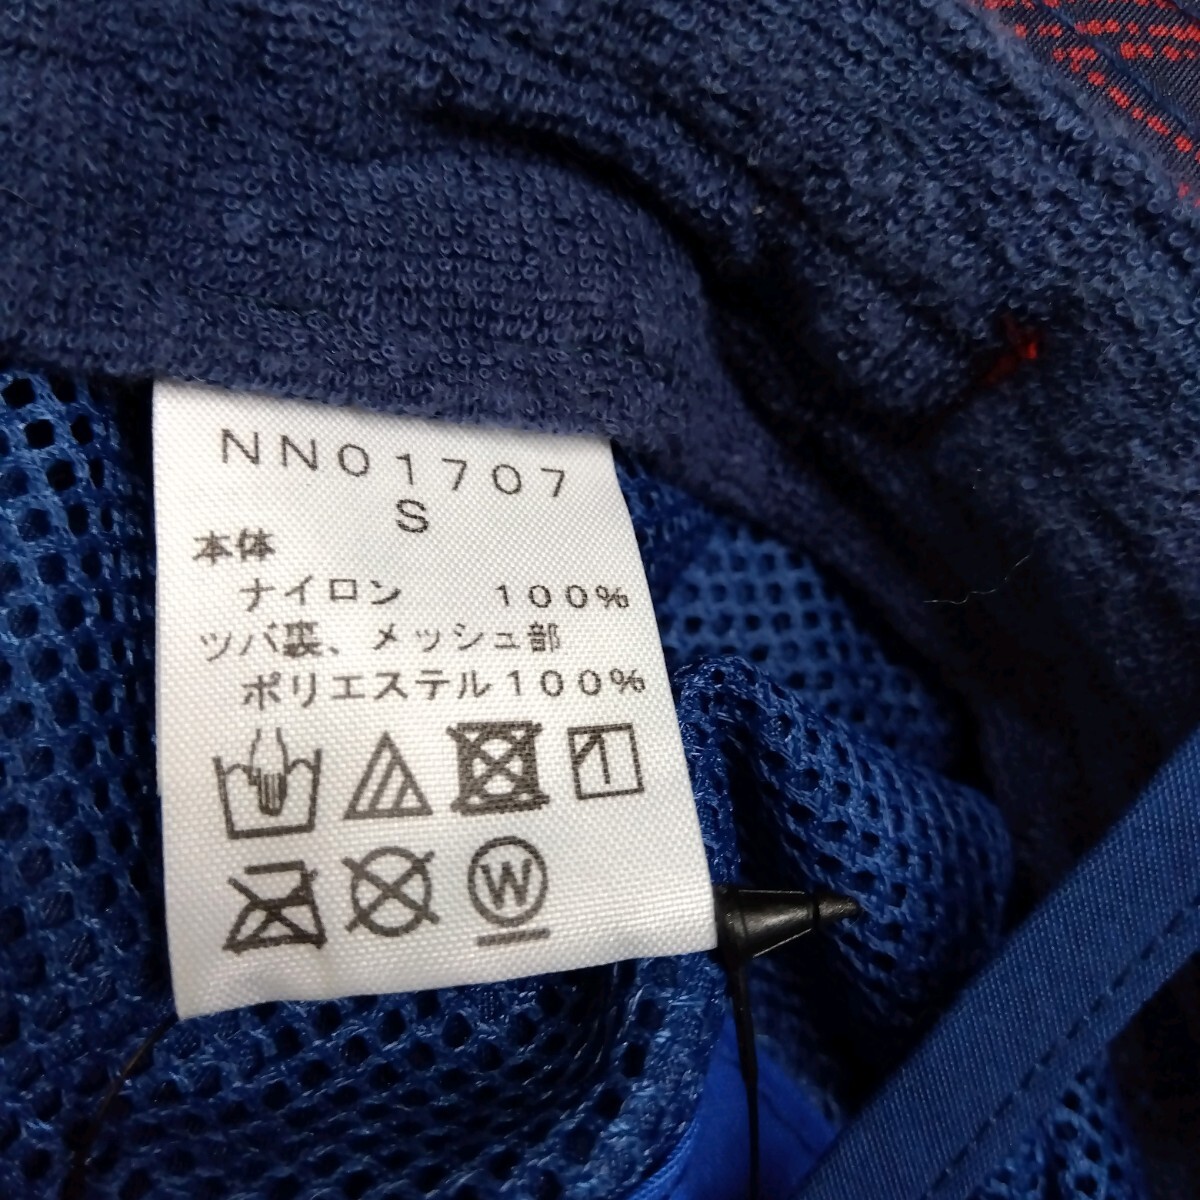 NN01707
S
本体
ナイロン 100%
ツバ裏、メッシュ部
ポリエステル100%
W